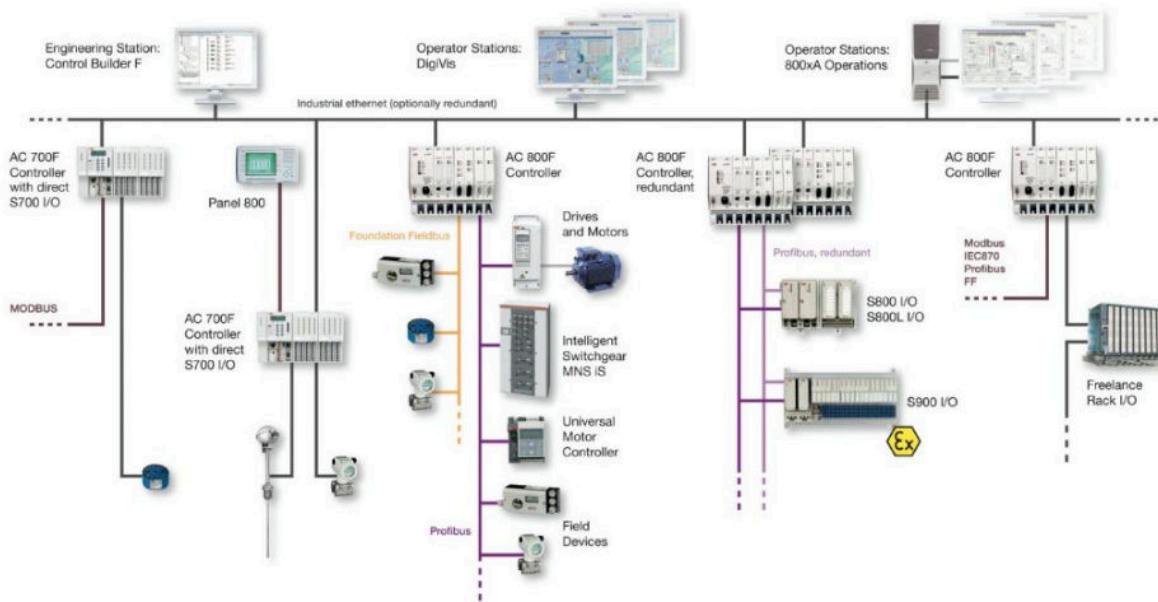 Engineering Station:
Control Builder F
Operator Stations:
DigiVis
Operator Stations:
800xA Operations
Industrial ethernet (optionally redundant)
AC 700F
Controller
with direct
S700 I/O
Panel 800
AC 800F
Controller
AC 800F
Controller,
redundant
AC 800F
Controller
Foundation Fieldbus
Drives
and Motors
Profibus, redundant
Modbus
IEC870
Profibus
FF
MODBUS
AC 700F
Controller
with direct
S700 I/O
S800 I/O
S800L I/O
Intelligent
Switchgear
MNS iS
Freelance
Rack I/O
S900 I/O
Universal
Motor
Controller
Ex
Profibus
Field
Devices